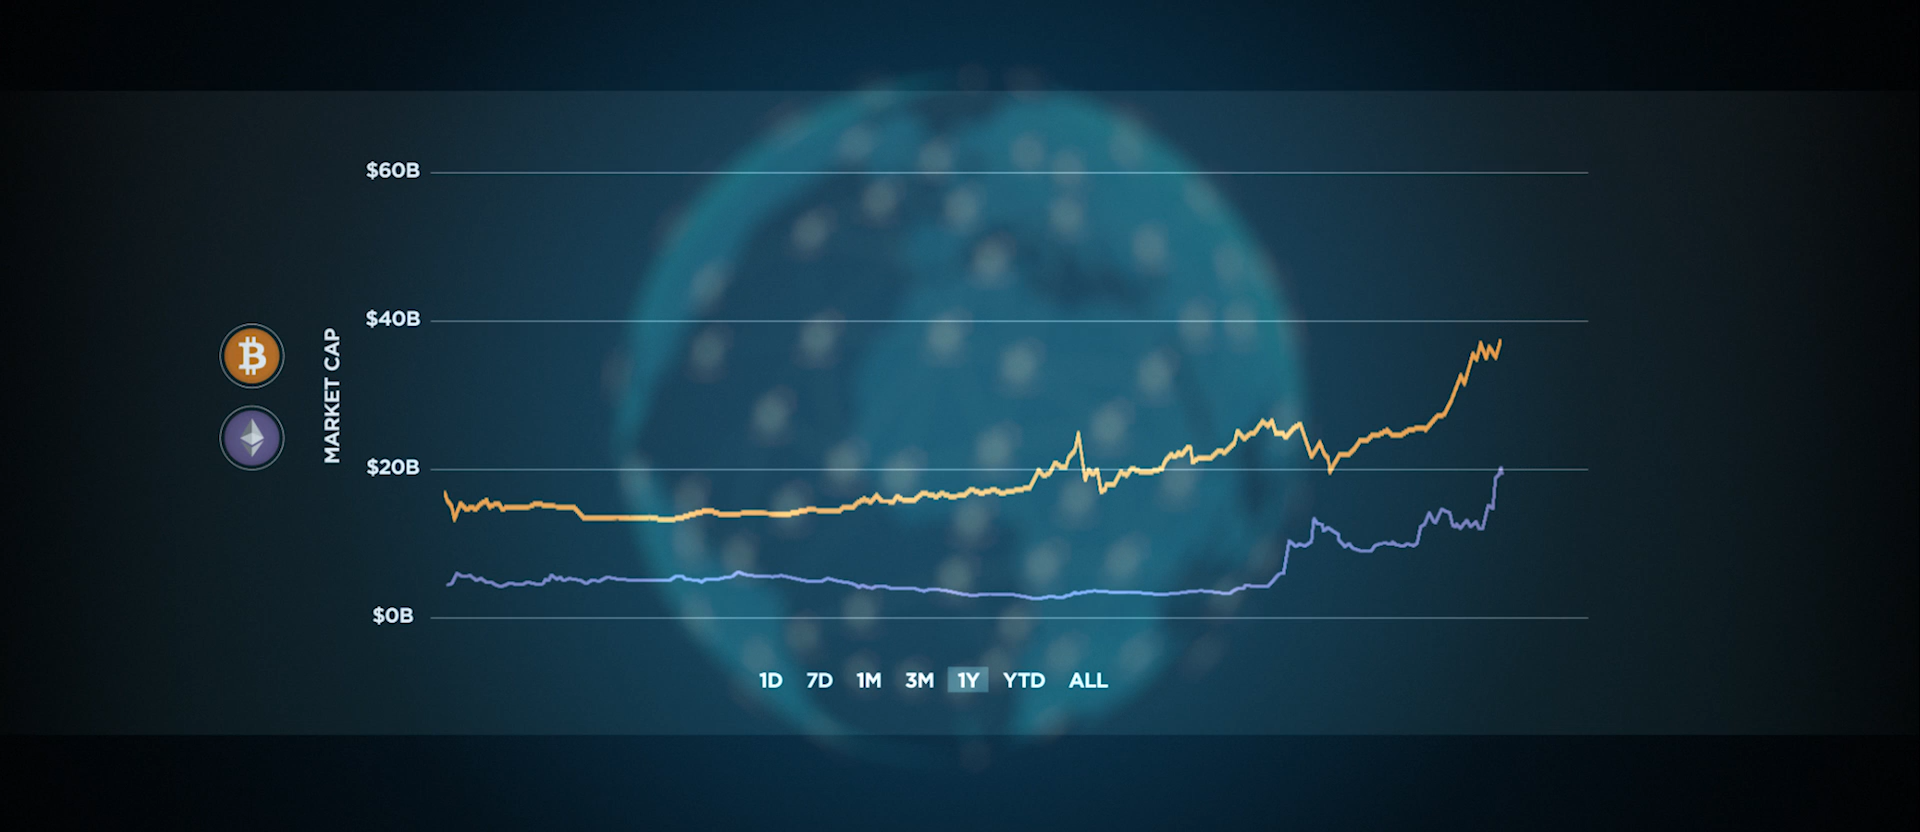 $60B
$40B
MARKET CAP
$20B
$0B
1D 7D 1M 3M 1Y YTD ALL